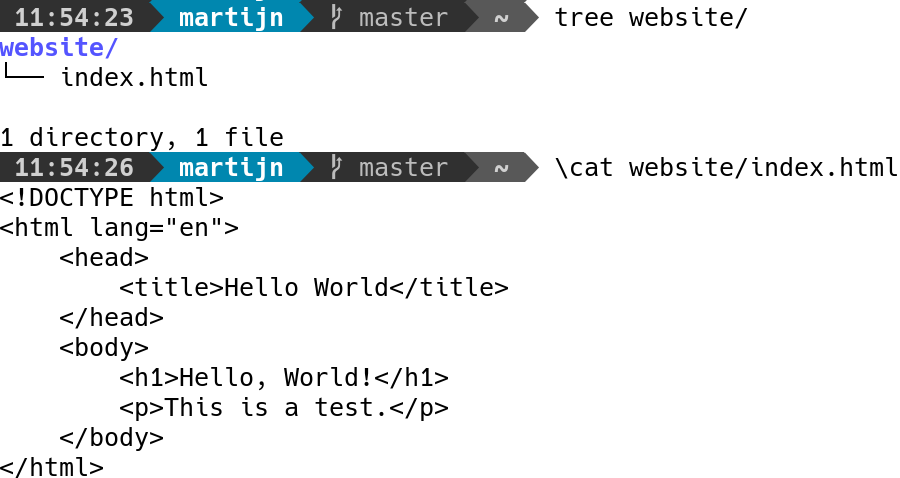 11:54:23 martijn master ~ tree website/
website/
└── index.html
1 directory, 1 file
11:54:26 martijn master ~ \cat website/index.html
<!DOCTYPE html>
<html lang="en">
    <head>
        <title>Hello World</title>
    </head>
    <body>
        <h1>Hello, World!</h1>
        <p>This is a test.</p>
    </body>
</html>